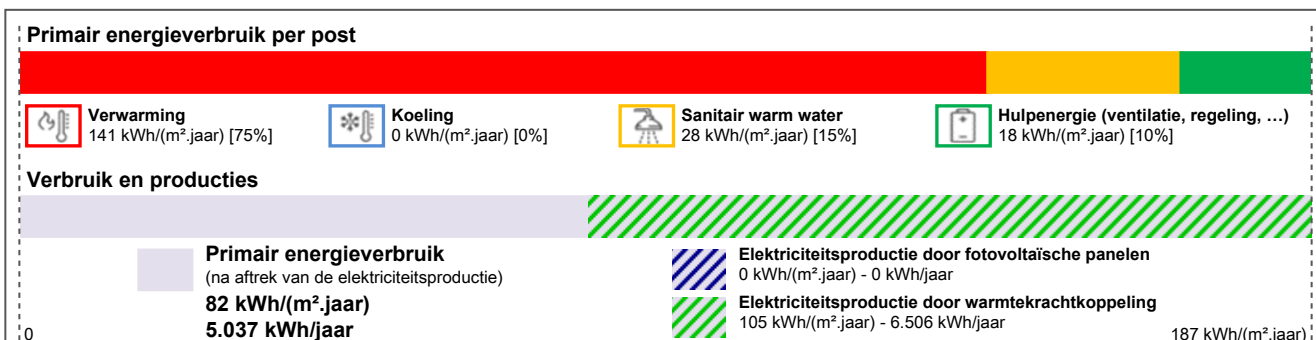 Primair energieverbruik per post
Verwarming
141 kWh/(m².jaar) [75%]
Koeling
0 kWh/(m².jaar) [0%]
Sanitair warm water
28 kWh/(m².jaar) [15%]
Hulpenergie (ventilatie, regeling, …)
18 kWh/(m².jaar) [10%]
Verbruik en producties
Primair energieverbruik
(na aftrek van de elektriciteitsproductie)
82 kWh/(m².jaar)
5.037 kWh/jaar
Elektriciteitsproductie door fotovoltaïsche panelen
0 kWh/(m².jaar) - 0 kWh/jaar
Elektriciteitsproductie door warmtekrachtkoppeling
105 kWh/(m².jaar) - 6.506 kWh/jaar
0
187 kWh/(m².jaar)